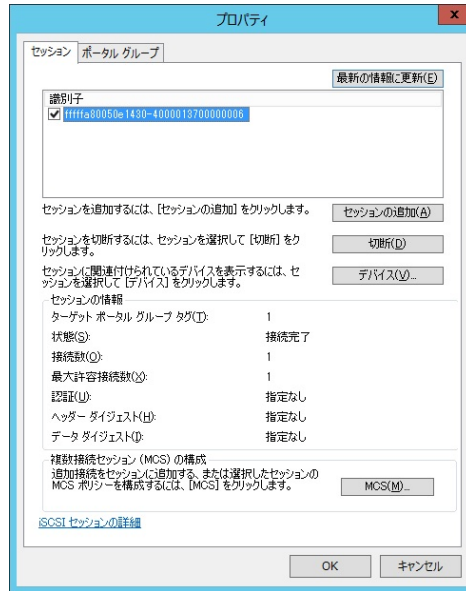 プロパティ
x
セッション ポータル グループ
最新の情報に更新(E)
識別子
fffffa80050e1430-4000013700000006
セッションを追加するには、[セッションの追加] をクリックします。
セッションの追加(A)
セッションを切断するには、セッションを選択して [切断] をク
リックします。
切断(D)
セッションに関連付けられているデバイスを表示するには、セ
ッションを選択して [デバイス] をクリックします。
デバイス(V)...
セッションの情報
ターゲット ポータル グループ タグ(T): 1
状態(S): 接続完了
接続数(O): 1
最大許容接続数(X): 1
認証(U): 指定なし
ヘッダー ダイジェスト(H): 指定なし
データ ダイジェスト(I): 指定なし
複数接続セッション (MCS) の構成
追加接続をセッションに追加する、または選択したセッションの
MCS ポリシーを構成するには、[MCS] をクリックします。
MCS(M)...
iSCSI セッションの詳細
OK キャンセル